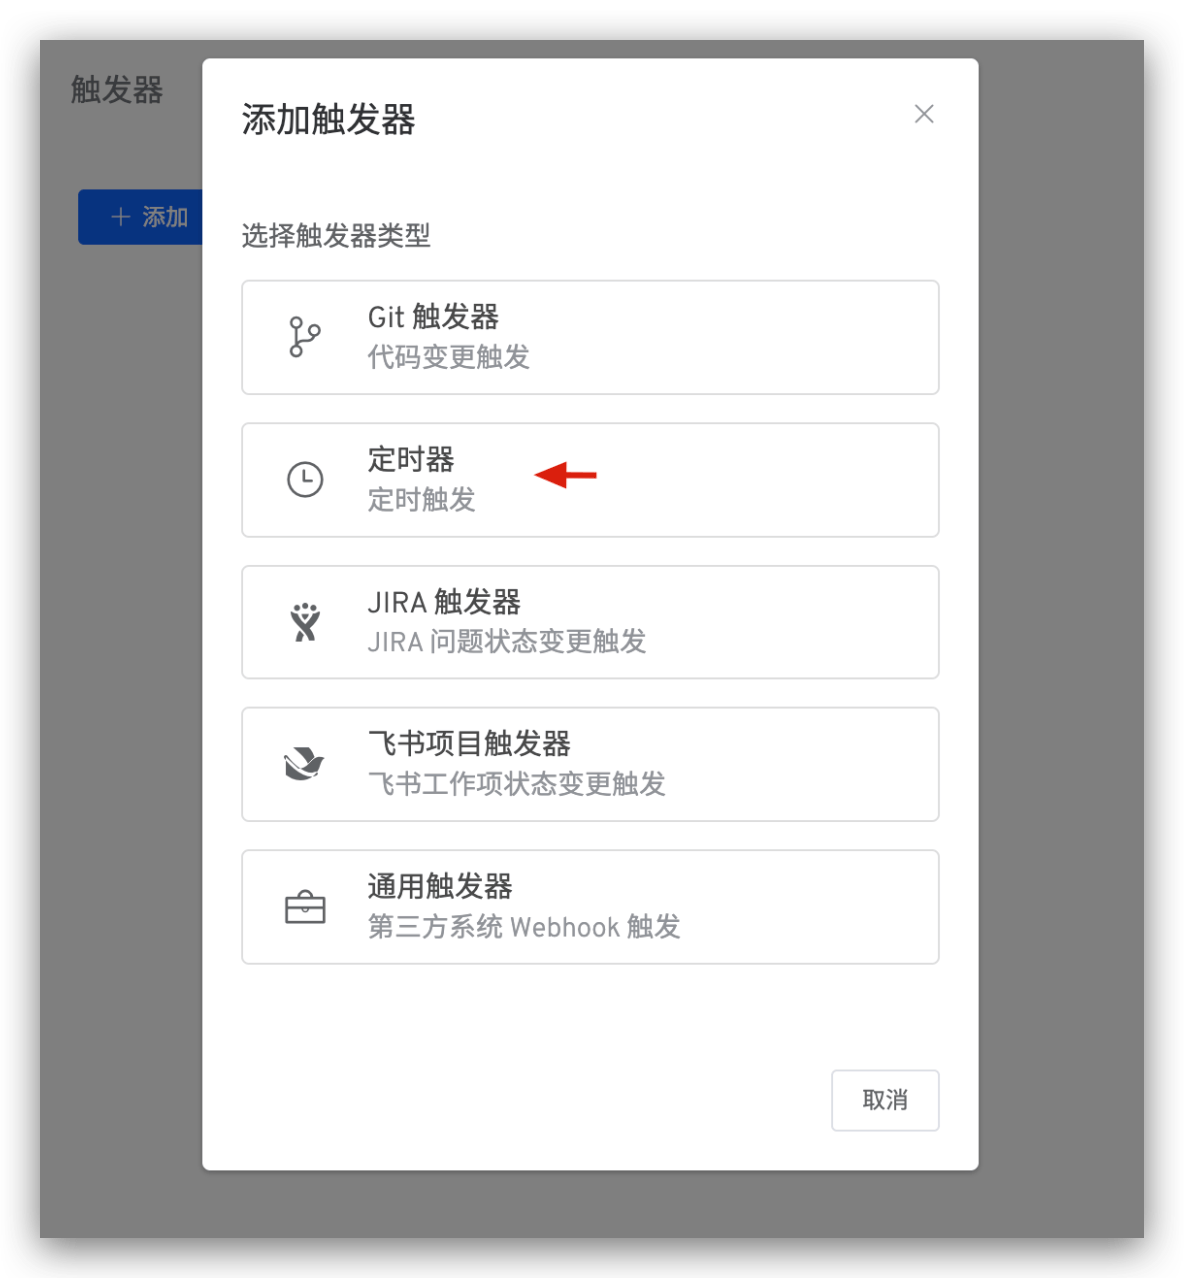 触发器
添加
添加触发器
选择触发器类型
Git 触发器
代码变更触发
定时器
定时触发
JIRA 触发器
JIRA 问题状态变更触发
飞书项目触发器
飞书工作项状态变更触发
通用触发器
第三方系统 Webhook 触发
取消